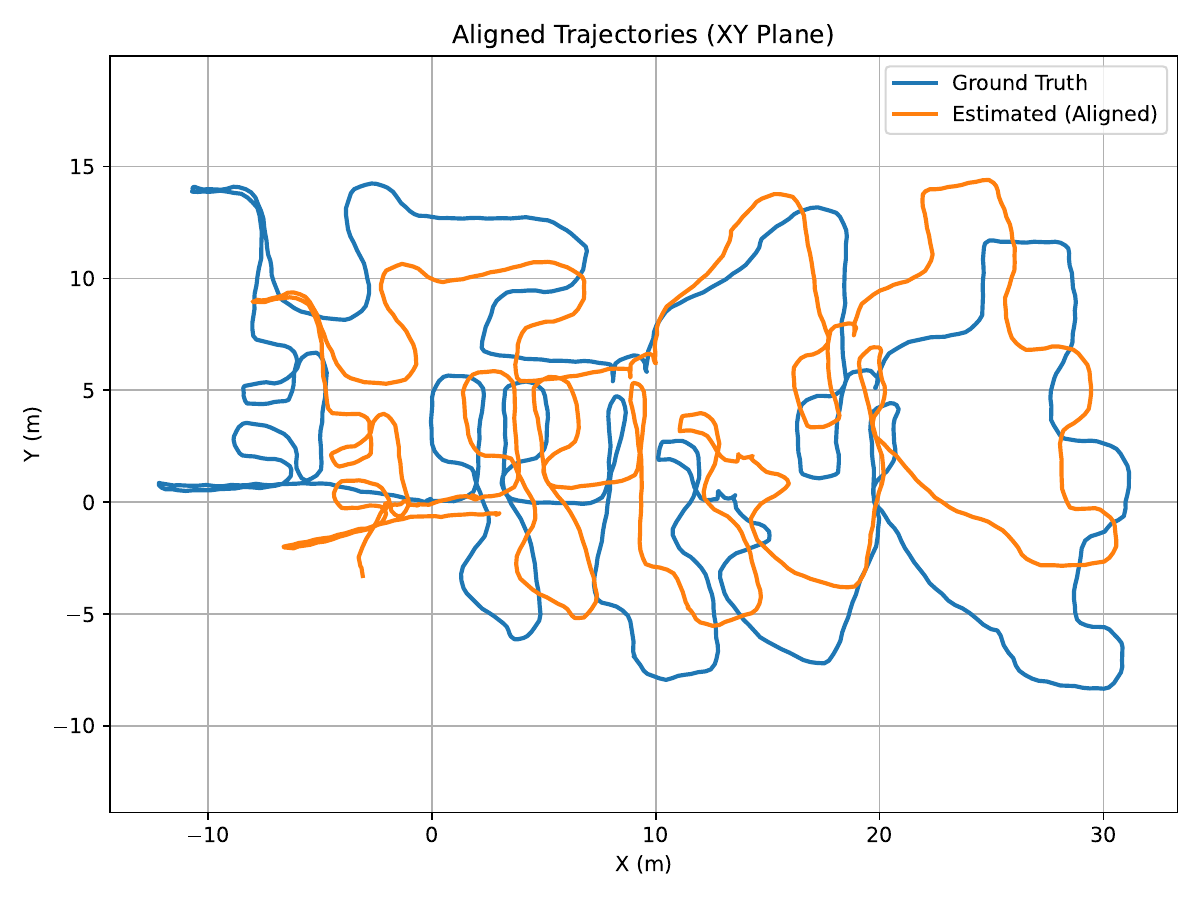 Aligned Trajectories (XY Plane)
Ground Truth
Estimated (Aligned)
15
10
5
0
−5
−10
Y (m)
−10 0 10 20 30
X (m)